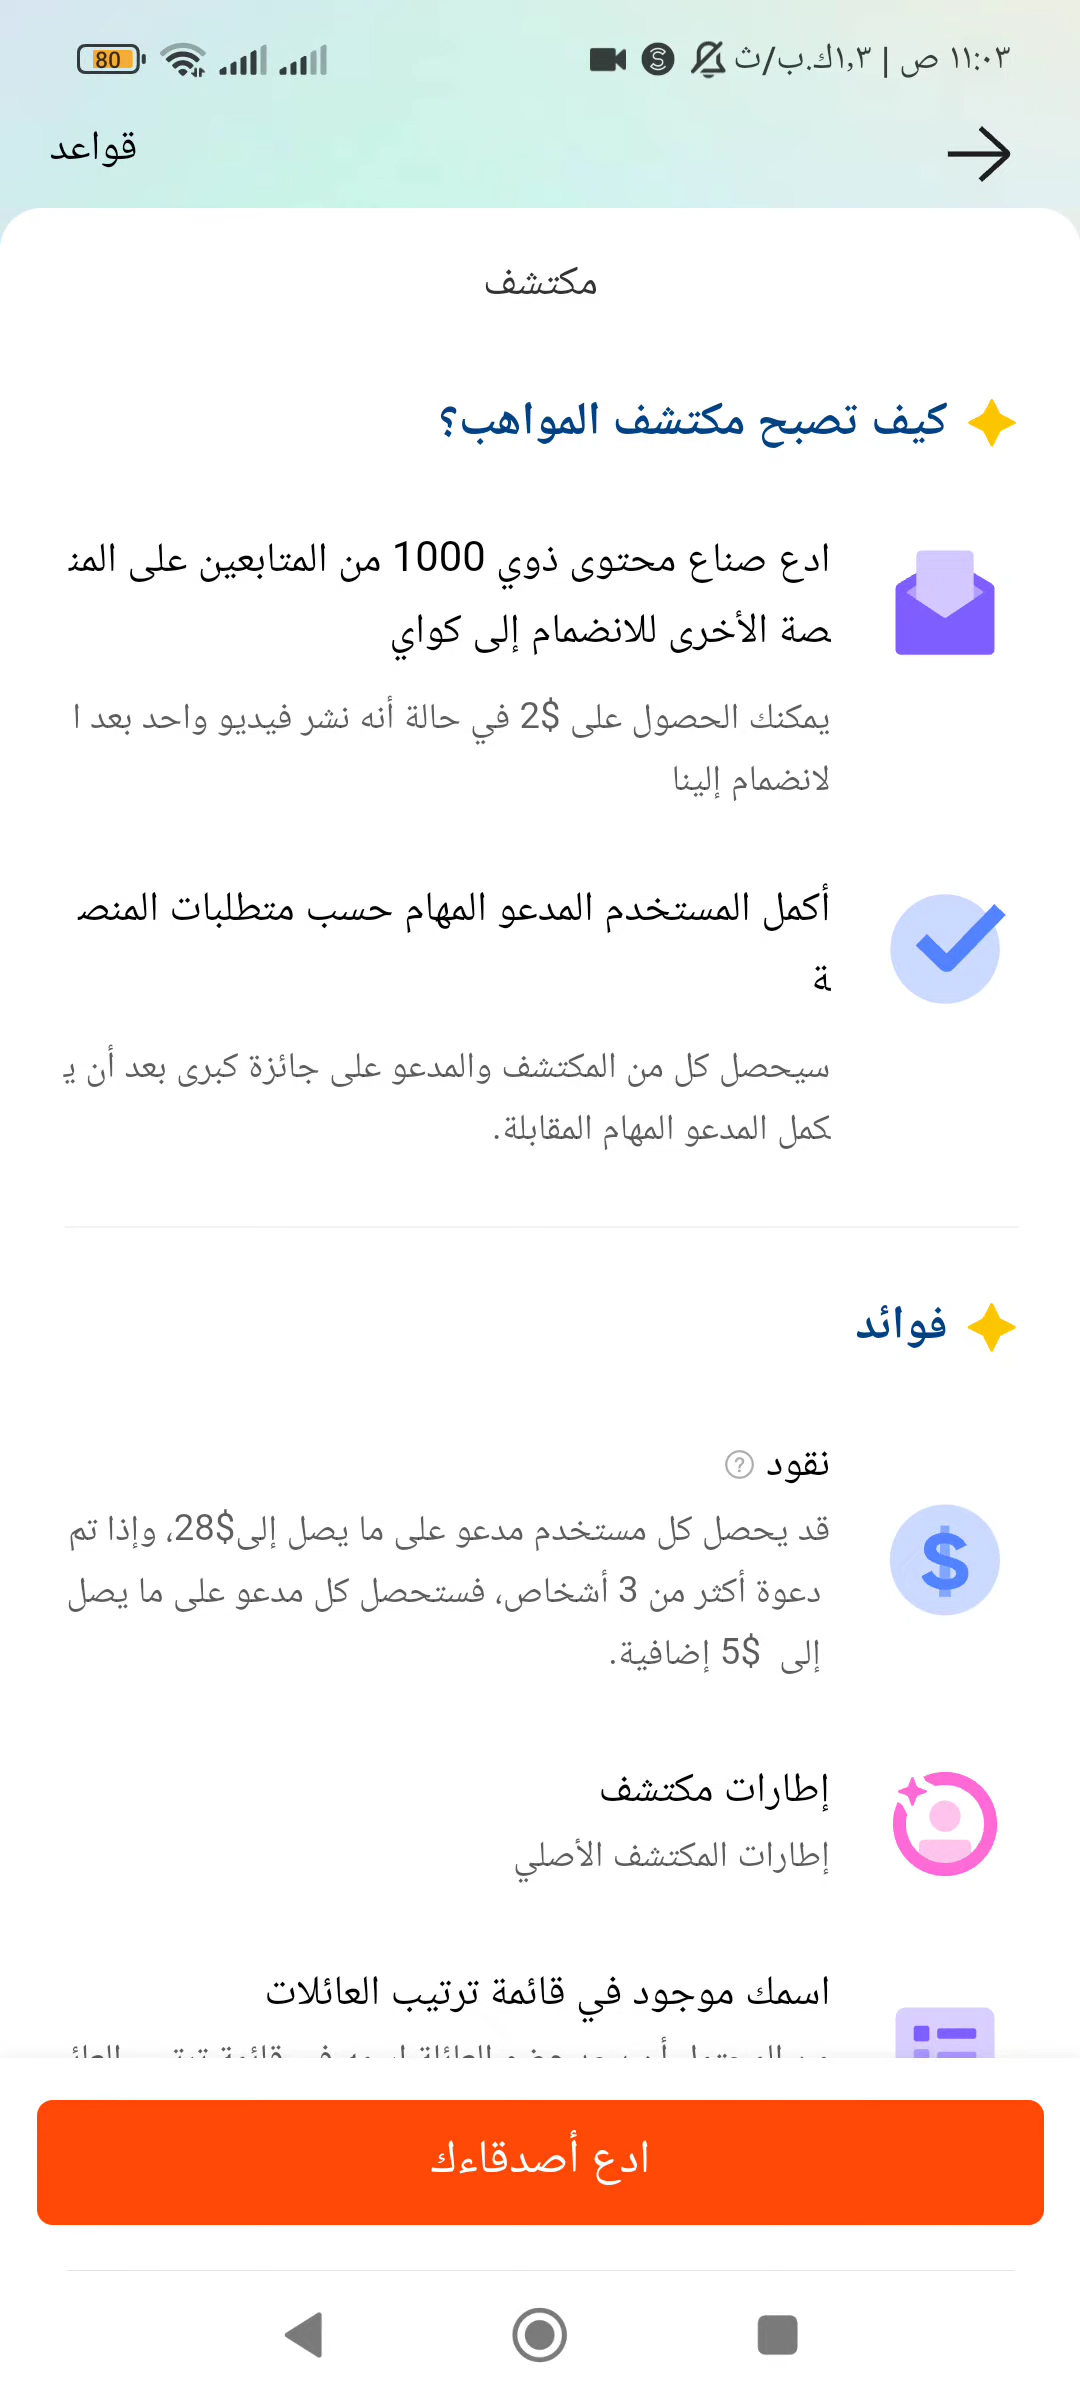 ١١:٠٣ ص | ١,٣ك.ب/ث
80
قواعد
مكتشف
كيف تصبح مكتشف المواهب؟
ادع صناع محتوى ذوي 1000 من المتابعين على المن
صة الأخرى للانضمام إلى كواي
يمكنك الحصول على $2 في حالة أنه نشر فيديو واحد بعد ا
لانضمام إلينا
أكمل المستخدم المدعو المهام حسب متطلبات المنص
ة
سيحصل كل من المكتشف والمدعو على جائزة كبرى بعد أن ي
كمل المدعو المهام المقابلة.
فوائد
نقود
قد يحصل كل مستخدم مدعو على ما يصل إلى$28، وإذا تم
دعوة أكثر من 3 أشخاص، فستحصل كل مدعو على ما يصل
إلى $5 إضافية.
إطارات مكتشف
إطارات المكتشف الأصلي
اسمك موجود في قائمة ترتيب العائلات
ادع أصدقاءك